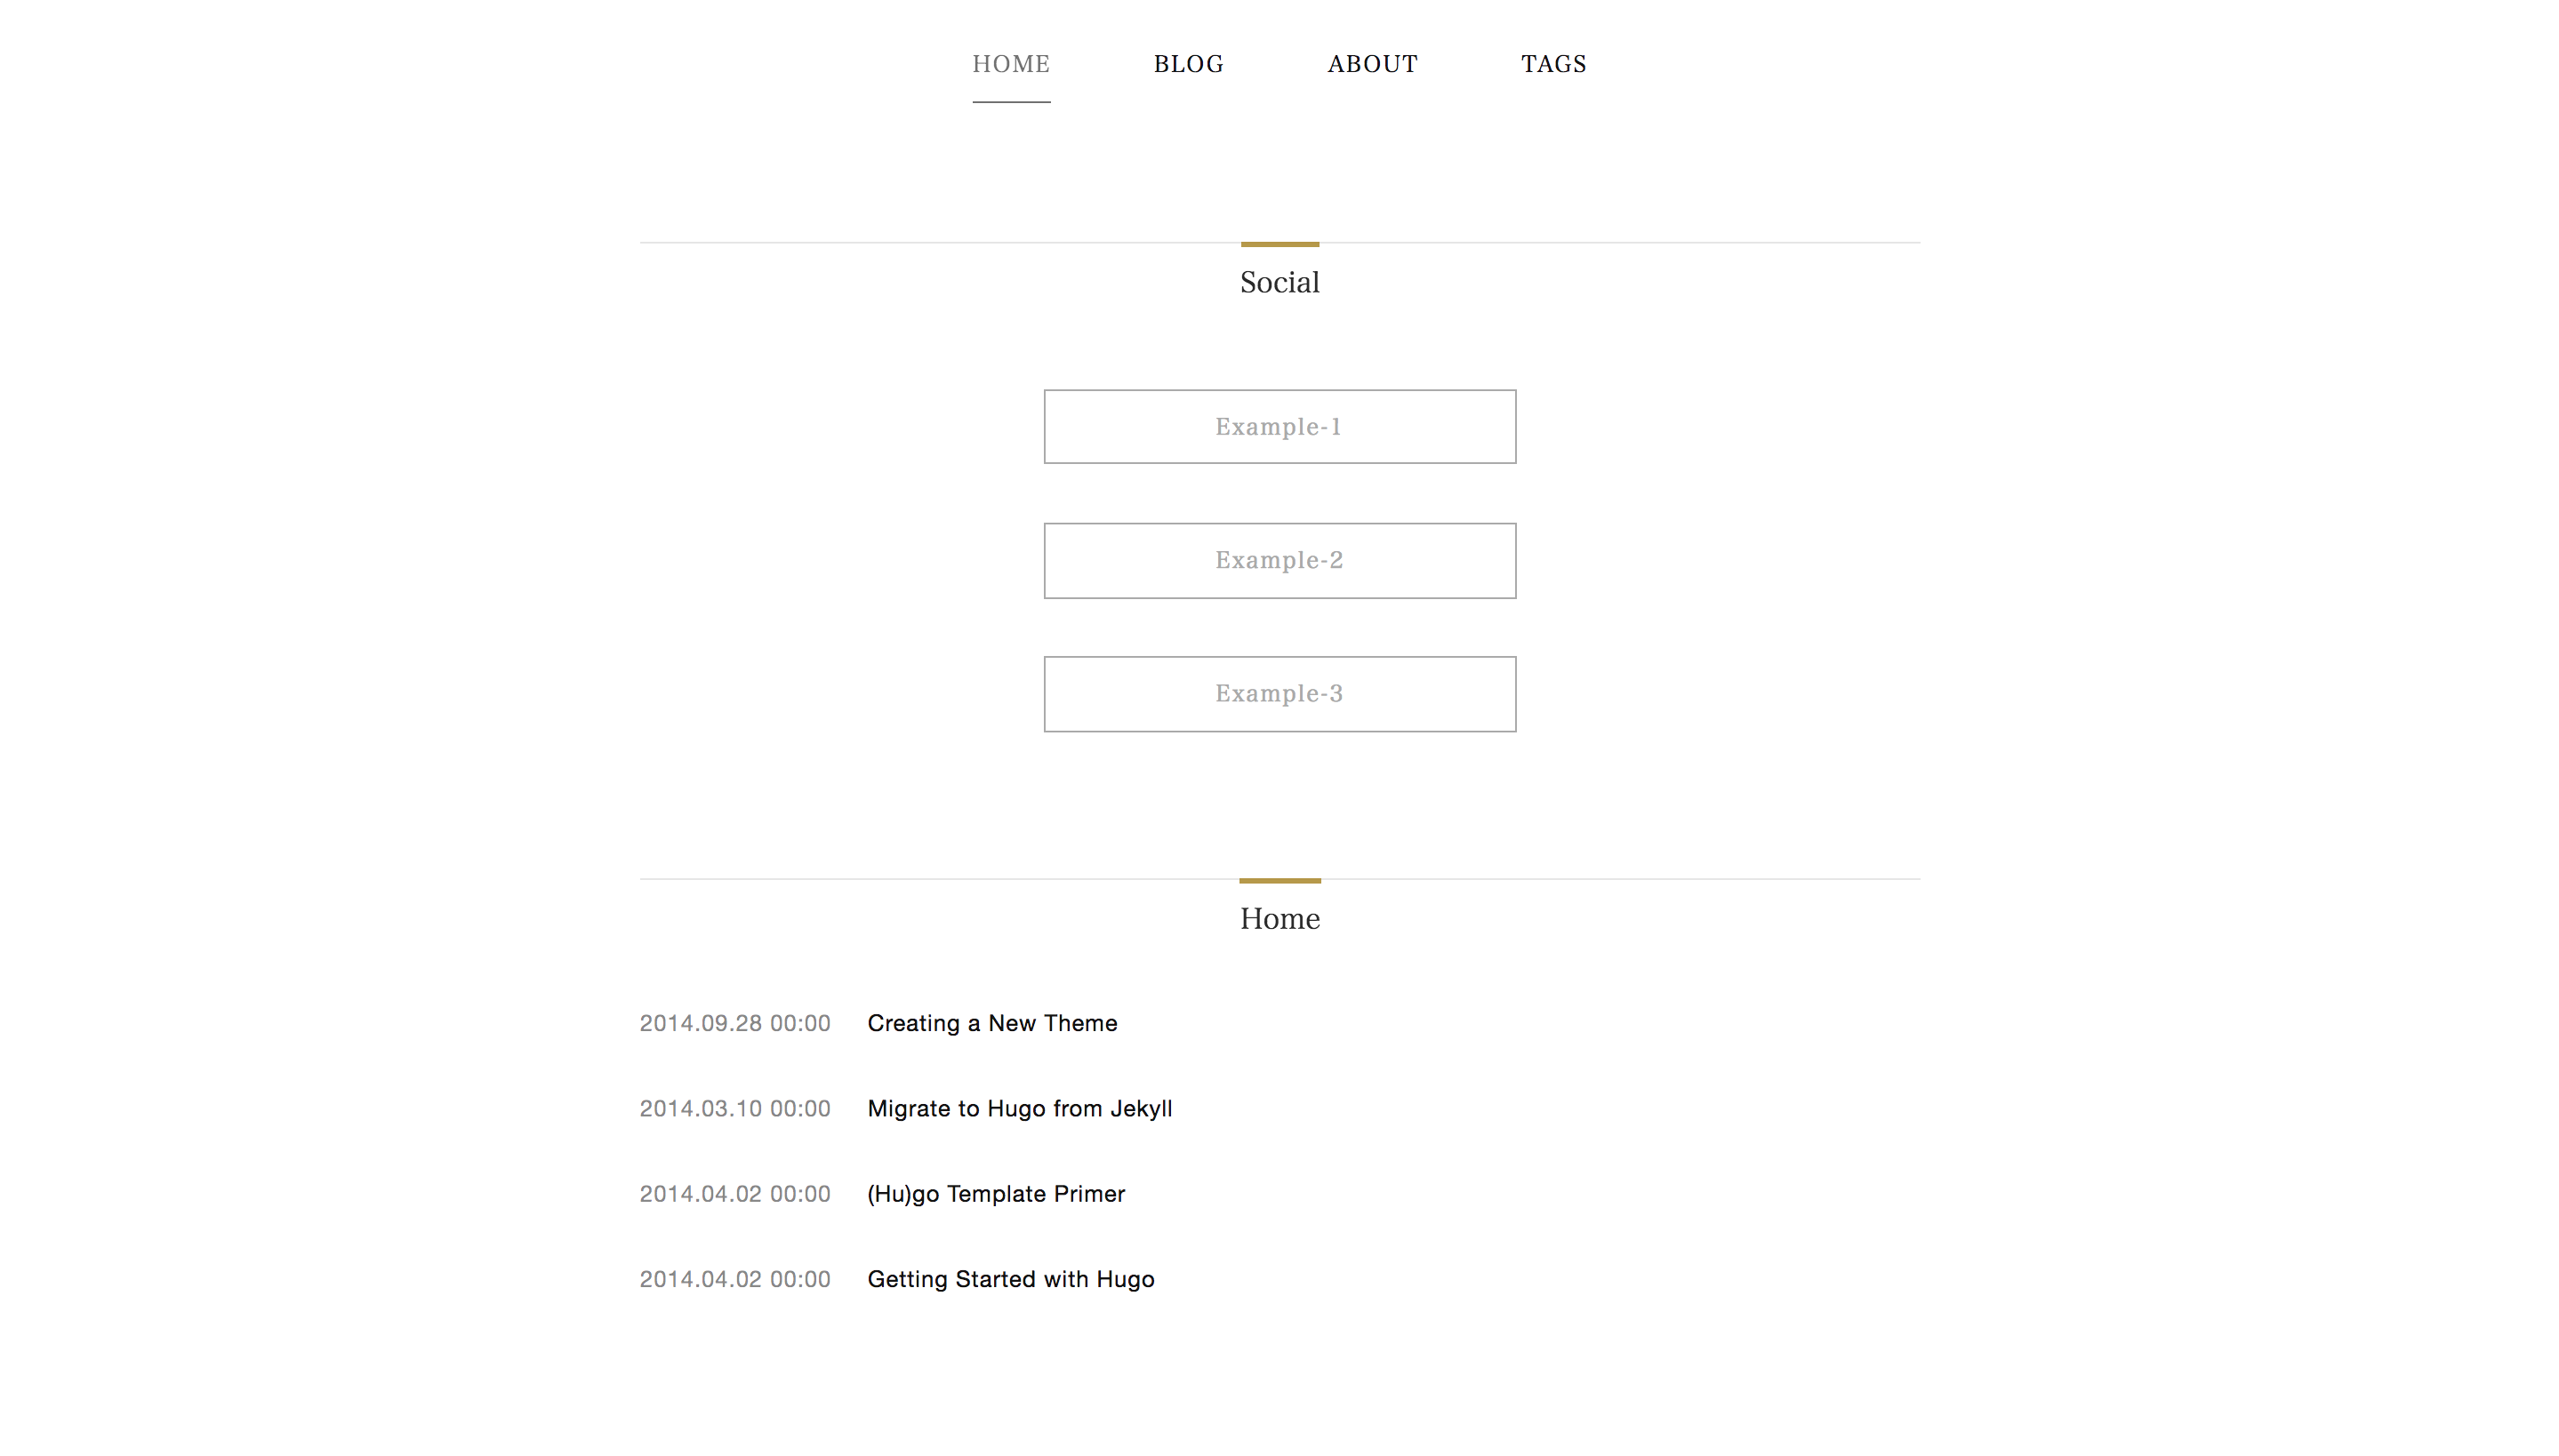 HOME BLOG ABOUT TAGS
Social
Example-1
Example-2
Example-3
Home
2014.09.28 00:00 Creating a New Theme
2014.03.10 00:00 Migrate to Hugo from Jekyll
2014.04.02 00:00 (Hu)go Template Primer
2014.04.02 00:00 Getting Started with Hugo